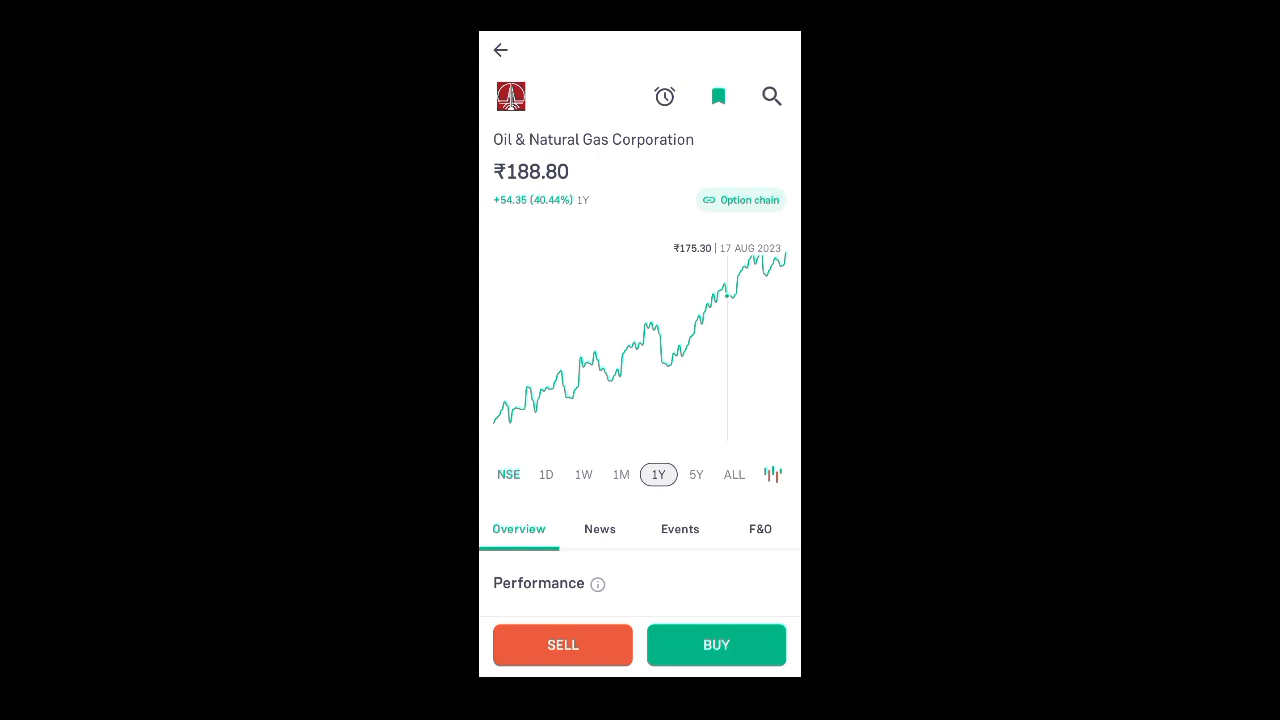 Oil & Natural Gas Corporation
₹188.80
+54.35 (40.44%) 1Y
Option chain
₹175.30 | 17 AUG 2023
NSE 1D 1W 1M 1Y 5Y ALL
Overview News Events F&O
Performance
SELL BUY